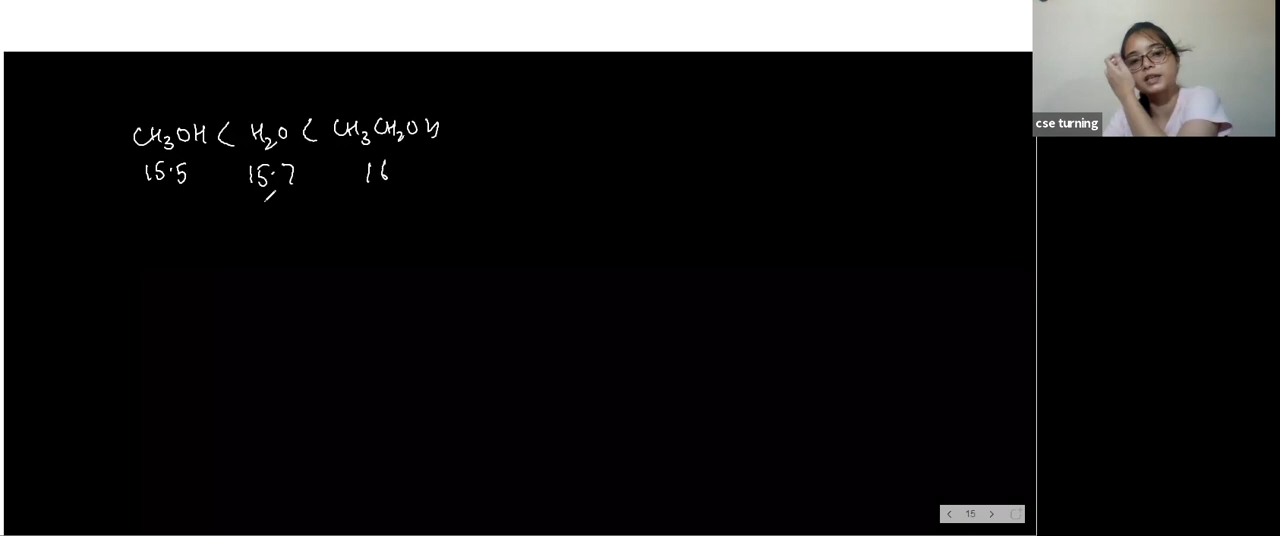 CH₃OH < H₂O < CH₃CH₂OH
15.5 15.7 16
cse turning
< 15 >